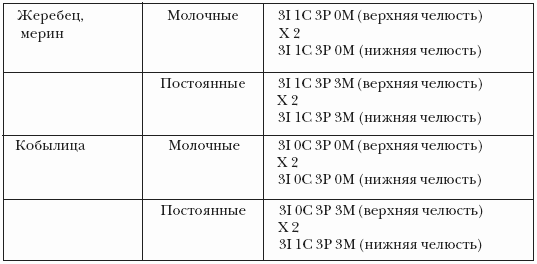 Жеребец, Молочные 3I 1C 3P 0M (верхняя челюсть)
мерин X 2
3I 1C 3P 0M (нижняя челюсть)
Постоянные 3I 1C 3P 3M (верхняя челюсть)
X 2
3I 1C 3P 3M (нижняя челюсть)
Кобылица Молочные 3I 0C 3P 0M (верхняя челюсть)
X 2
3I 0C 3P 0M (нижняя челюсть)
Постоянные 3I 0C 3P 3M (верхняя челюсть)
X 2
3I 1C 3P 3M (нижняя челюсть)